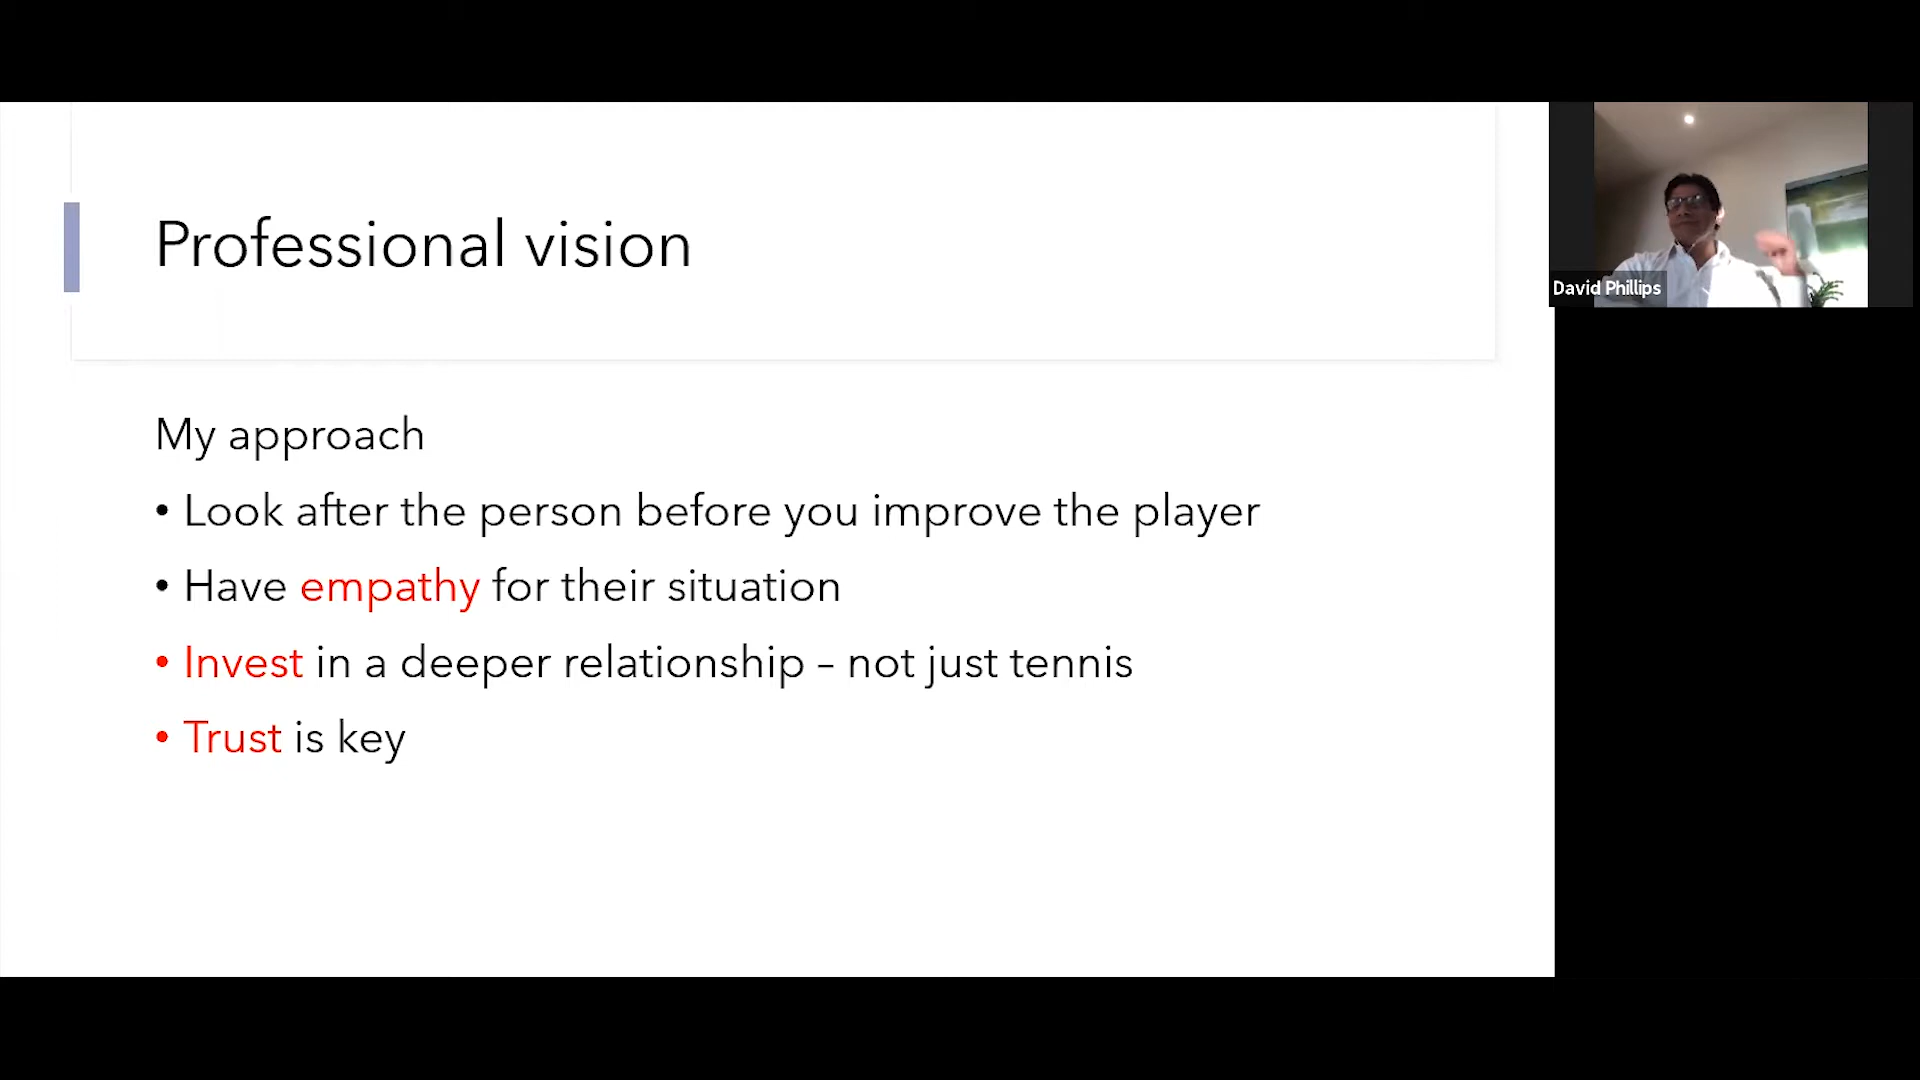 Professional vision
My approach
• Look after the person before you improve the player
• Have empathy for their situation
• Invest in a deeper relationship – not just tennis
• Trust is key
David Phillips